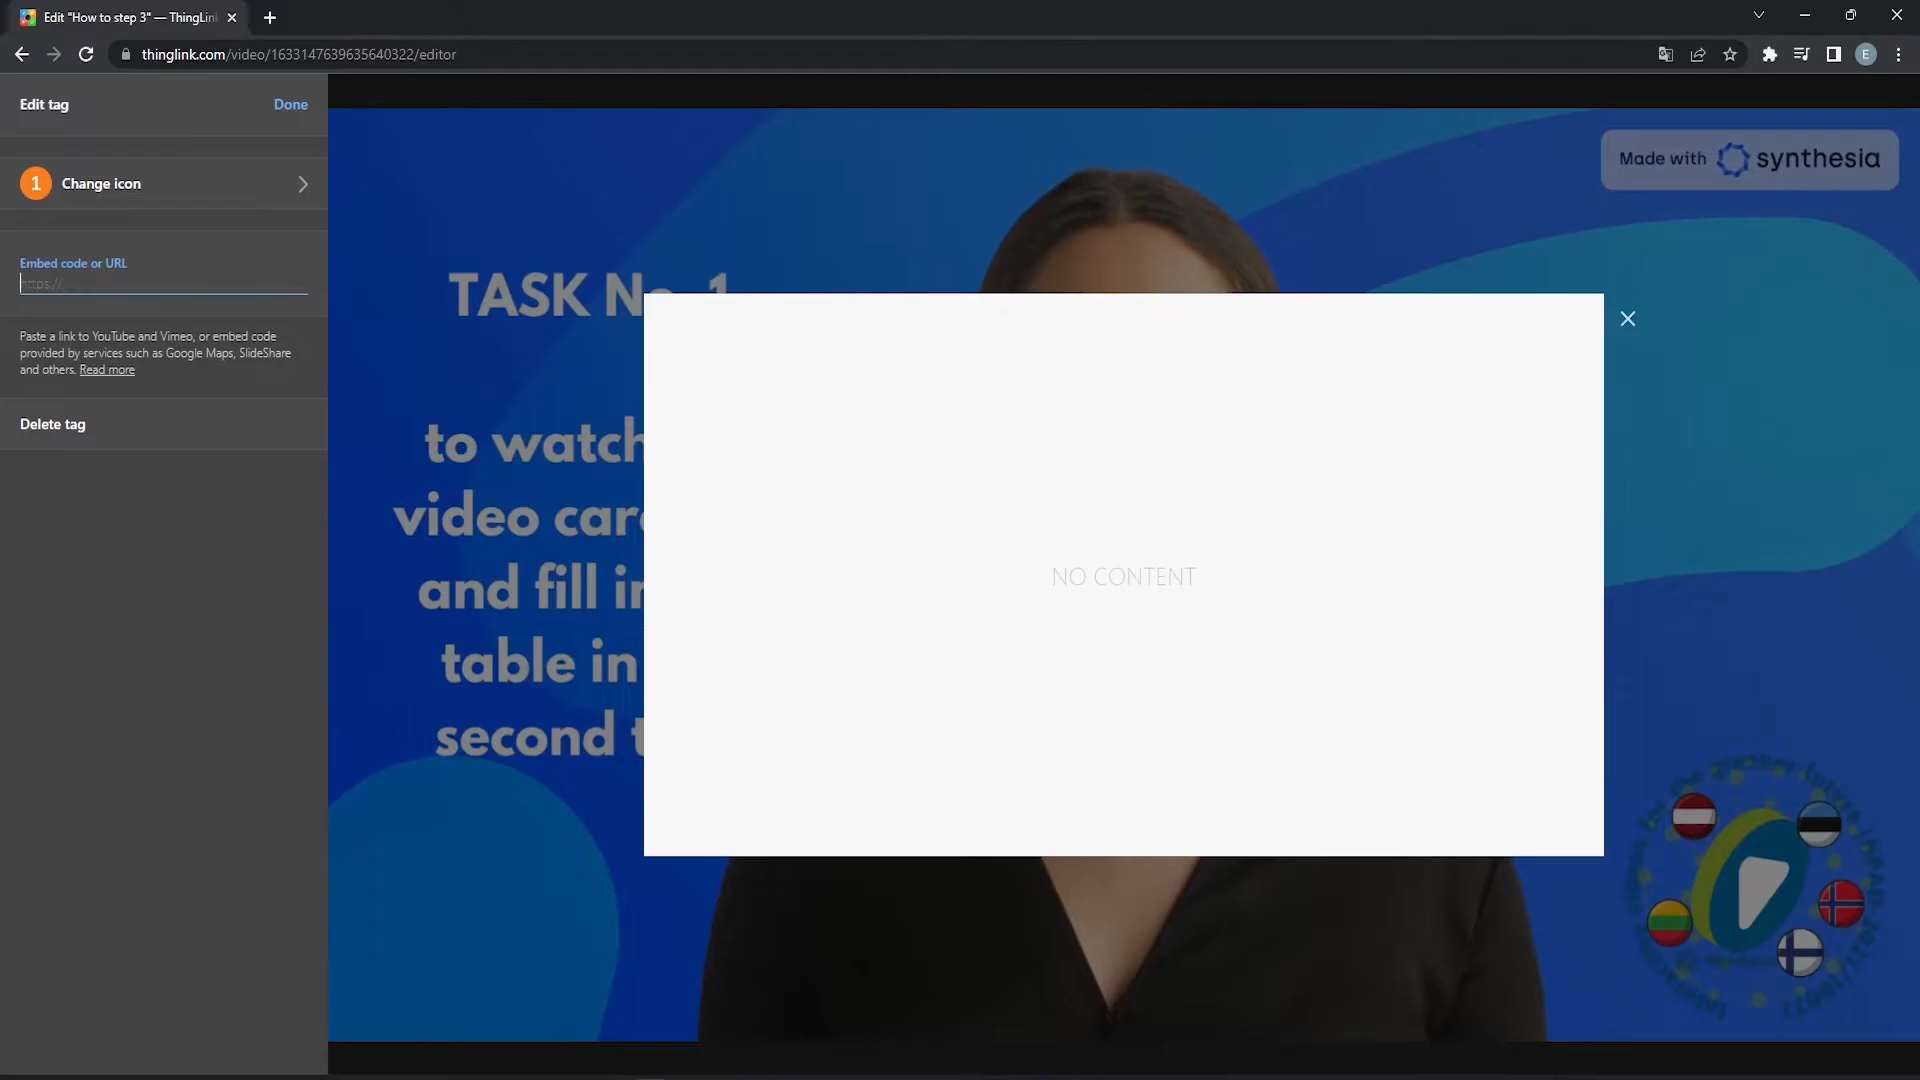 Edit "How to step 3" — ThingLin
thinglink.com/video/1633147639635640322/editor
E
Edit tag
Done
1
Change icon
Embed code or URL
https://
Paste a link to YouTube and Vimeo, or embed code
provided by services such as Google Maps, SlideShare
and others. Read more
Delete tag
Made with synthesia
TASK No. 1
to watch
video car
and fill in
table in
second t
NO CONTENT